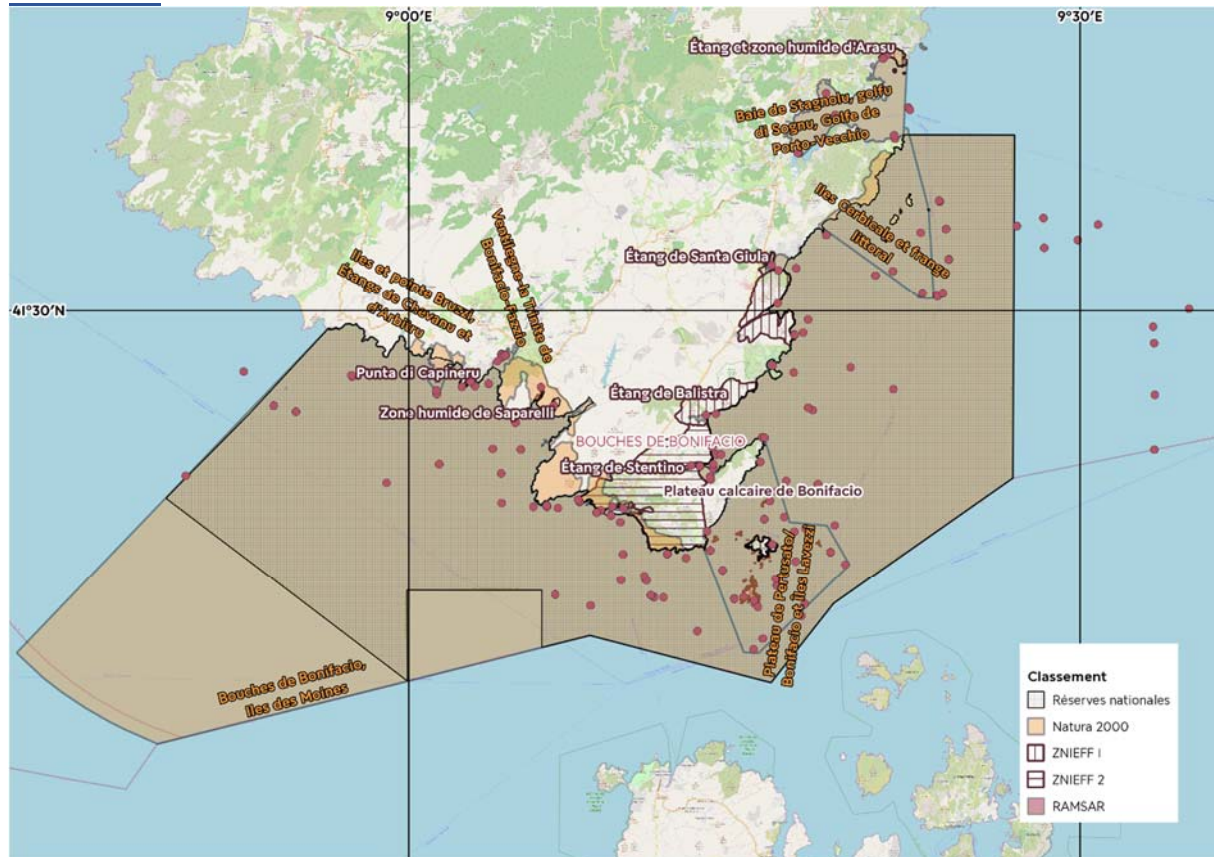 9°00'E
9°30'E
Étang et zone humide d'Arasu
Baie de Stagnolu, golfu
di Sognu, Golfe de
Porto-Vecchio
Iles Cerbicale et frange
littoral
Ventilegne-la Trinite de
Bonifacio-Fazzio
Étang de Santa Giula
Iles et pointe Bruzzi,
Étangs de Chevanu et
d'Arbitru
41°30'N
Punta di Capineru
Étang de Balistra
Zone humide de Saparelli
BOUCHES DE BONIFACIO
Étang de Stentino
Plateau calcaire de Bonifacio
Plateau de Pertusato/
Bonifacio et îles Lavezzi
Bouches de Bonifacio,
Iles des Moines
Classement
Réserves nationales
Natura 2000
ZNIEFF 1
ZNIEFF 2
RAMSAR